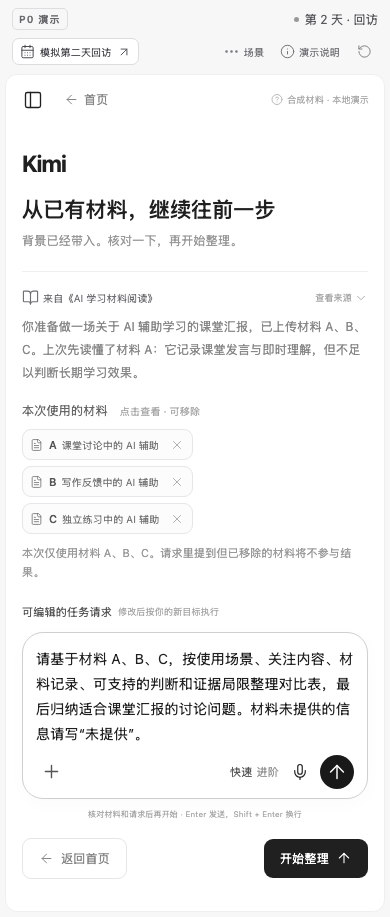 P0 演示
第 2 天 · 回访
模拟第二天回访
场景
演示说明
首页
合成材料 · 本地演示
Kimi
从已有材料，继续往前一步
背景已经带入。核对一下，再开始整理。
来自《AI 学习材料阅读》
查看来源
你准备做一场关于 AI 辅助学习的课堂汇报，已上传材料 A、B、
C。上次先读懂了材料 A：它记录课堂发言与即时理解，但不足
以判断长期学习效果。
本次使用的材料 点击查看 · 可移除
A 课堂讨论中的 AI 辅助
B 写作反馈中的 AI 辅助
C 独立练习中的 AI 辅助
本次仅使用材料 A、B、C。请求里提到但已移除的材料将不参与结
果。
可编辑的任务请求 修改后按你的新目标执行
请基于材料 A、B、C，按使用场景、关注内容、材
料记录、可支持的判断和证据局限整理对比表，最
后归纳适合课堂汇报的讨论问题。材料未提供的信
息请写“未提供”。
快速 进阶
核对材料和请求后再开始 · Enter 发送，Shift + Enter 换行
返回首页
开始整理